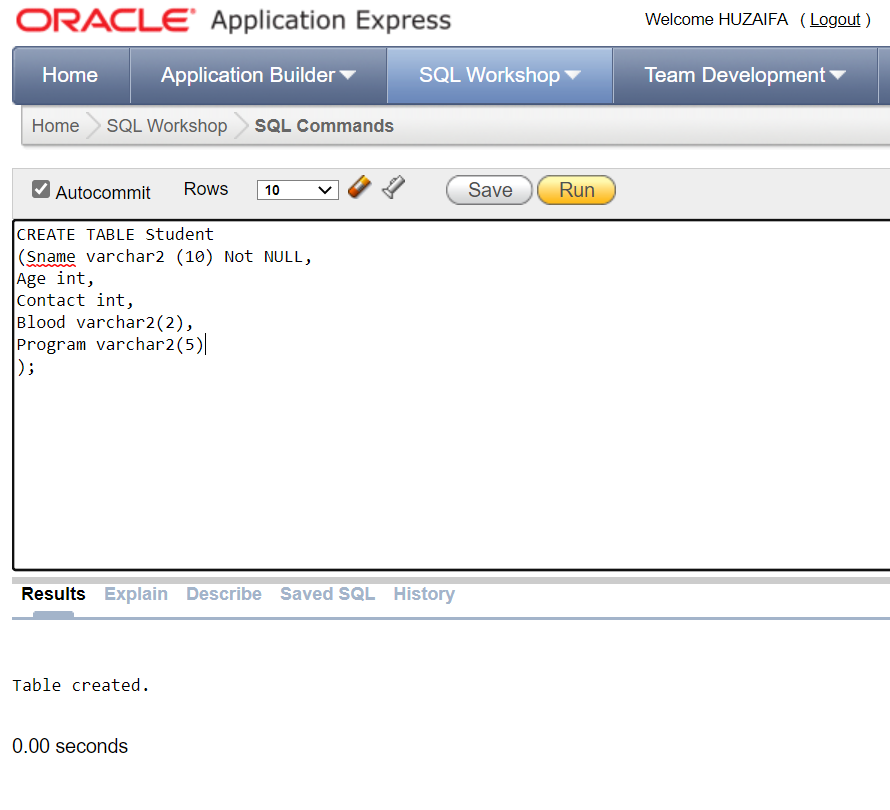 ORACLE® Application Express
Welcome HUZAIFA ( Logout )
Home Application Builder SQL Workshop Team Development
Home SQL Workshop SQL Commands
Autocommit Rows 10 Save Run
CREATE TABLE Student
(Sname varchar2 (10) Not NULL,
Age int,
Contact int,
Blood varchar2(2),
Program varchar2(5)
);
Results Explain Describe Saved SQL History
Table created.
0.00 seconds